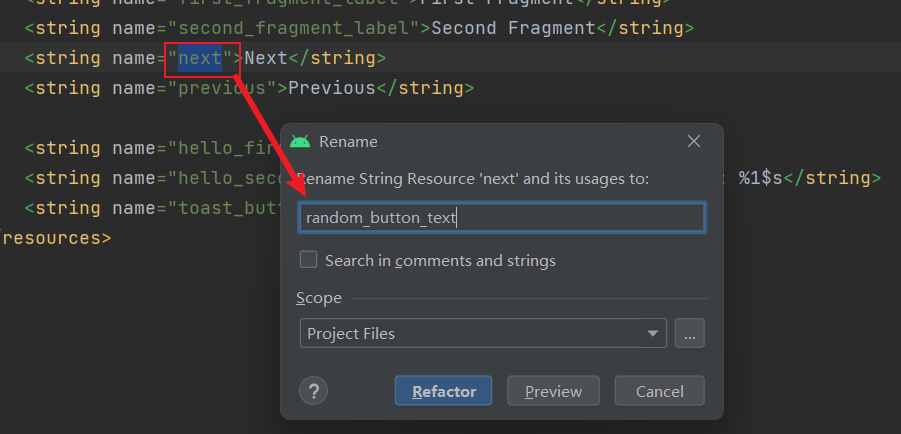 <string name="first_fragment_label">First Fragment</string>
<string name="second_fragment_label">Second Fragment</string>
<string name="next">Next</string>
<string name="previous">Previous</string>
Rename
<string name="hello_fir
Rename String Resource 'next' and its usages to:
<string name="hello_seco
: %1$s</string>
<string name="toast_butt
random_button_text
resources>
Search in comments and strings
Scope
Project Files
...
?
Refactor
Preview
Cancel